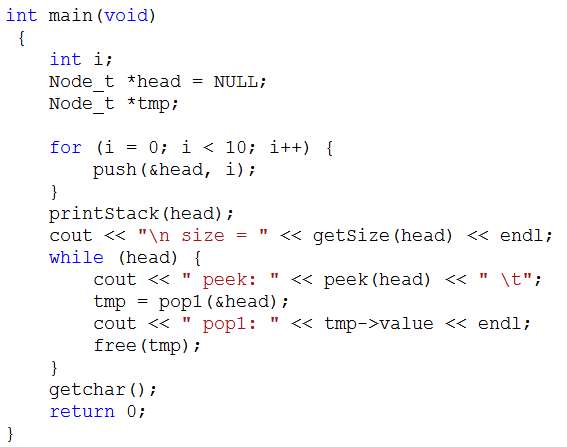 int main(void)
 {
    int i;
    Node_t *head = NULL;
    Node_t *tmp;

    for (i = 0; i < 10; i++) {
        push(&head, i);
    }
    printStack(head);
    cout << "\n size = " << getSize(head) << endl;
    while (head) {
        cout << " peek: " << peek(head) << " \t";
        tmp = pop1(&head);
        cout << " pop1: " << tmp->value << endl;
        free(tmp);
    }
    getchar();
    return 0;
}